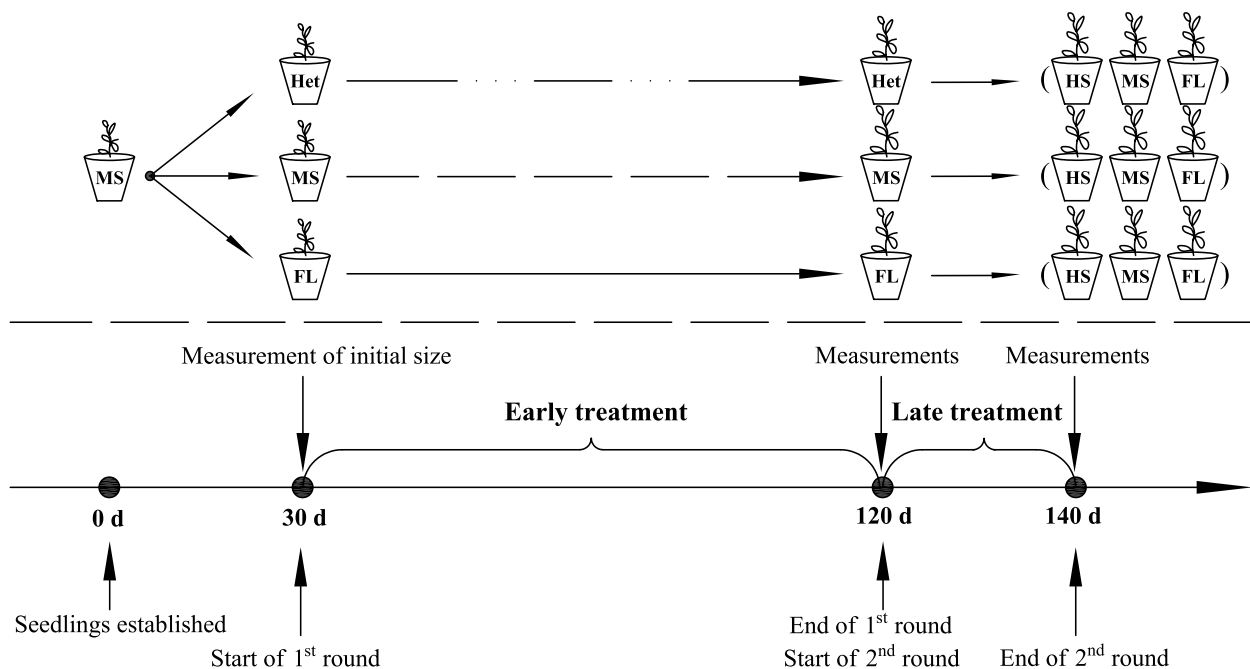 Het
Het
( HS MS FL )
MS
MS
MS
( HS MS FL )
FL
FL
( HS MS FL )
Measurement of initial size
Measurements
Measurements
Early treatment
Late treatment
0 d
30 d
120 d
140 d
Seedlings established
Start of 1st round
End of 1st round
Start of 2nd round
End of 2nd round